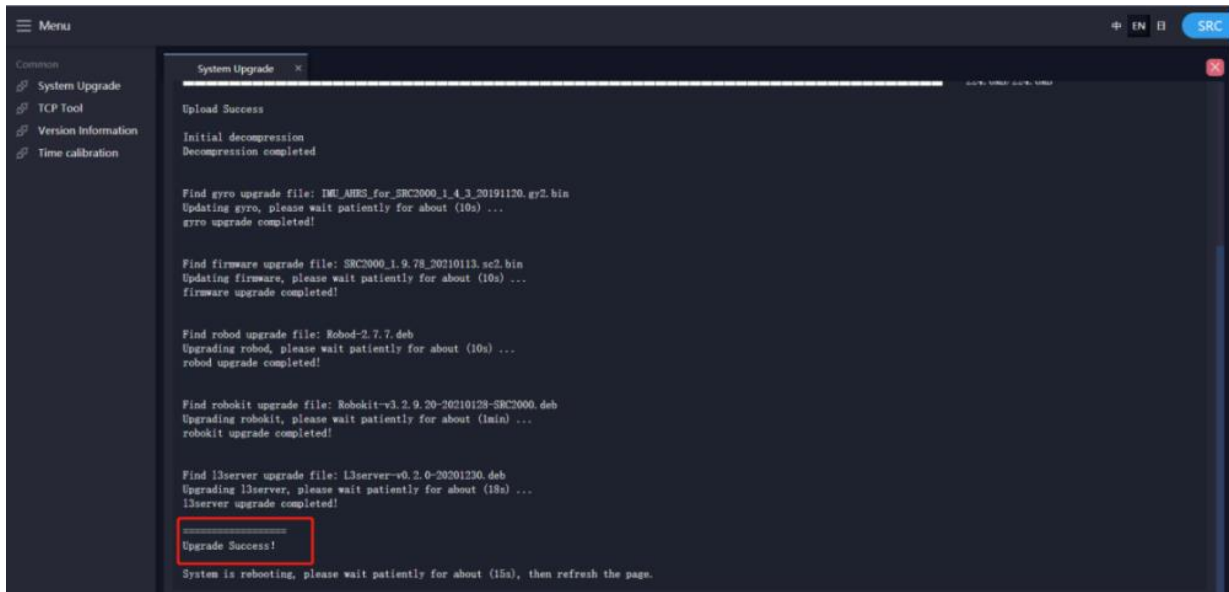 Menu
中 EN 日 SRC
Common
System Upgrade
TCP Tool
Version Information
Time calibration
System Upgrade ×
Upload Success
Initial decompression
Decompression completed
Find gyro upgrade file: IMU_AHRS_for_SRC2000_1_4_3_20191120.gy2.bin
Updating gyro, please wait patiently for about (10s) ...
gyro upgrade completed!
Find firmware upgrade file: SRC2000_1.9.78_20210113.sc2.bin
Updating firmware, please wait patiently for about (10s) ...
firmware upgrade completed!
Find robod upgrade file: Robod-2.7.7.deb
Upgrading robod, please wait patiently for about (10s) ...
robod upgrade completed!
Find robokit upgrade file: Robokit-v3.2.9.20-20210128-SRC2000.deb
Upgrading robokit, please wait patiently for about (1min) ...
robokit upgrade completed!
Find l3server upgrade file: L3server-v0.2.0-20201230.deb
Upgrading l3server, please wait patiently for about (18s) ...
l3server upgrade completed!
==================
Upgrade Success!
System is rebooting, please wait patiently for about (15s), then refresh the page.